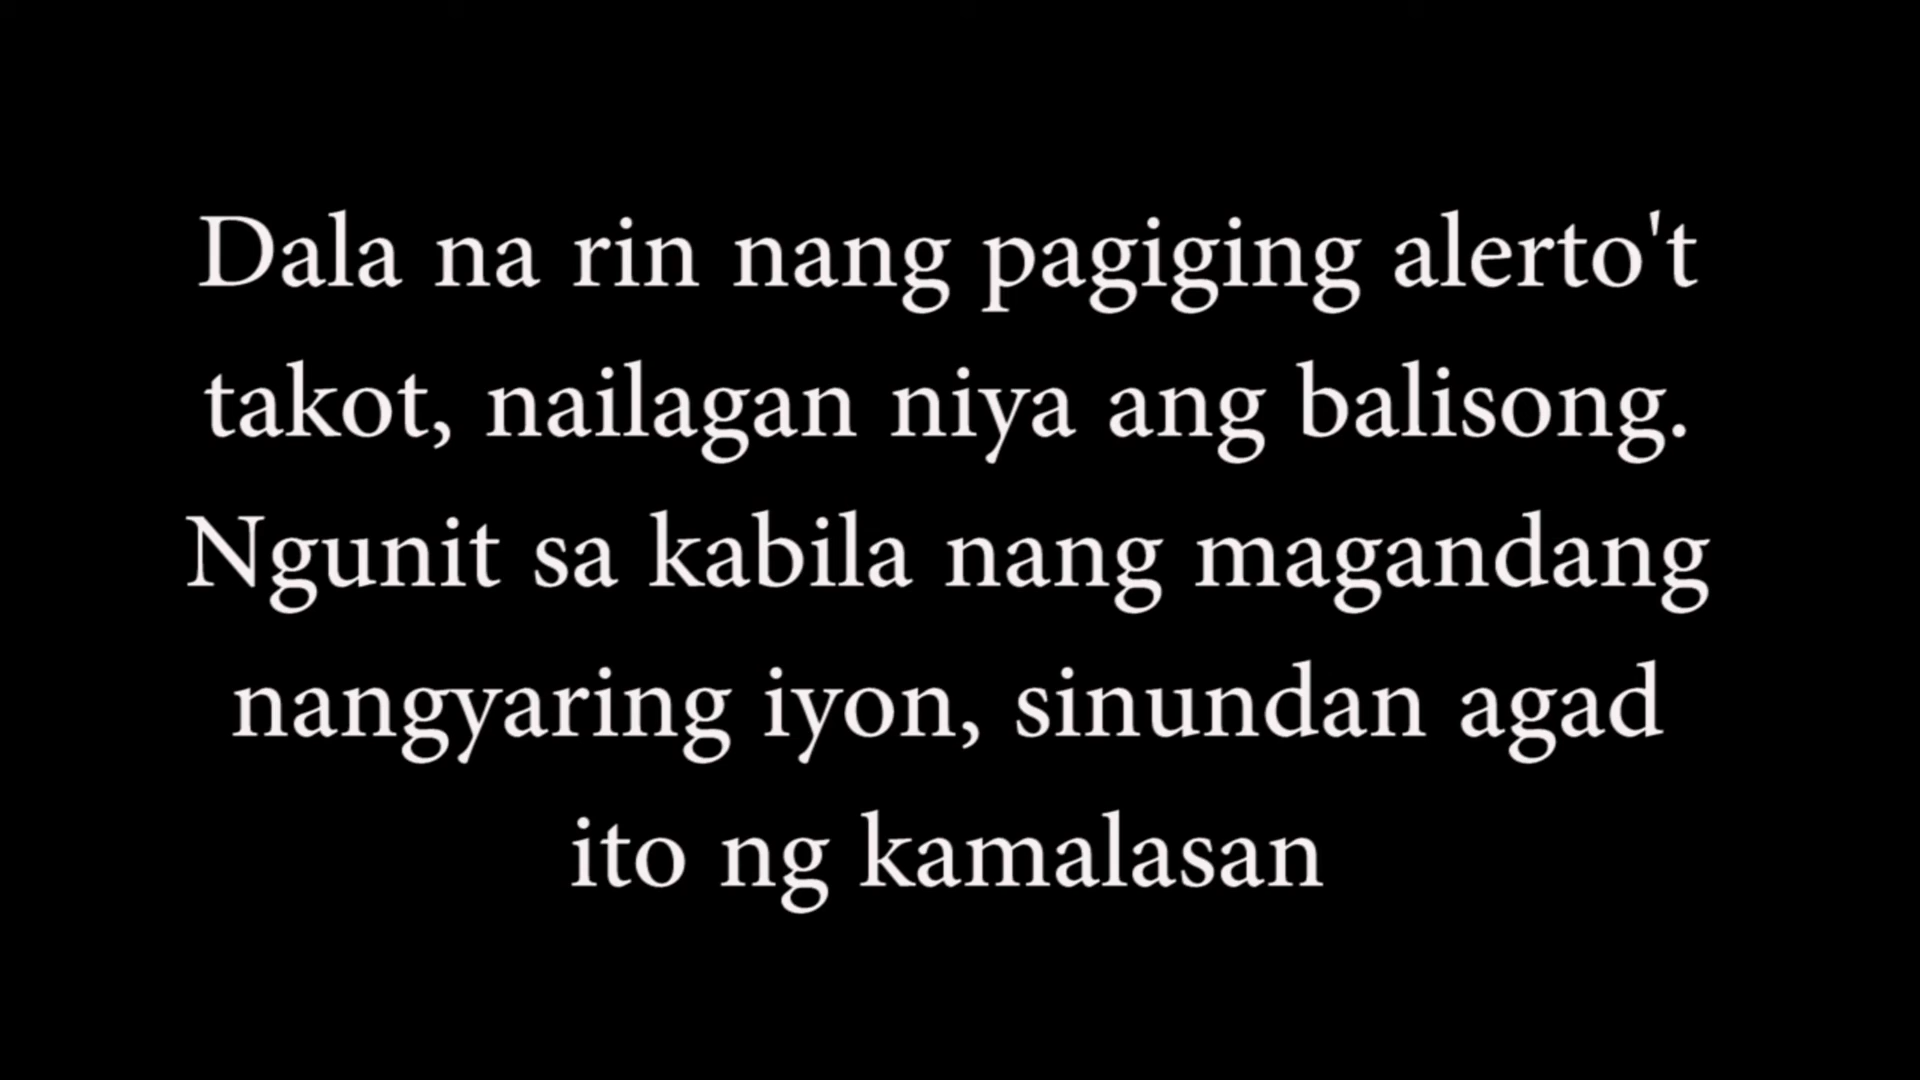 Dala na rin nang pagiging alerto't
takot, nailagan niya ang balisong.
Ngunit sa kabila nang magandang
nangyaring iyon, sinundan agad
ito ng kamalasan